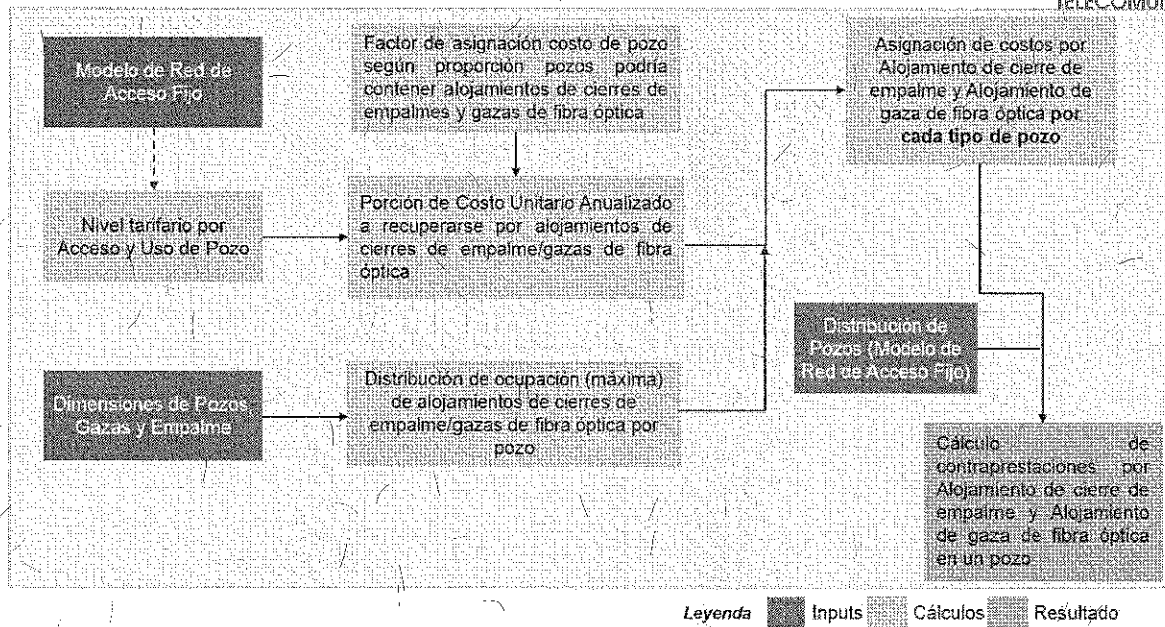 TELECOMUN
Modelo de Red de
Acceso Fijo
Factor de asignación costo de pozo
según proporción pozos podría
contener alojamientos de cierres de
empalmes y gazas de fibra óptica
Asignación de costos por
Alojamiento de cierre de
empalme y Alojamiento de
gaza de fibra óptica por
cada tipo de pozo
Nivel tarifario por
Acceso y Uso de Pozo
Porción de Costo Unitario Anualizado
a recuperarse por alojamientos de
cierres de empalme/gazas de fibra
óptica
Distribución de
Pozos (Modelo de
Red de Acceso Fijo)
Dimensiones de Pozos
Gazas y Empalme
Distribución de ocupación (máxima)
de alojamientos de cierres de
empalme/gazas de fibra óptica por
pozo
Cálculo de
contraprestaciones por
Alojamiento de cierre de
empalme y Alojamiento
de gaza de fibra óptica
en un pozo
Leyenda Inputs Cálculos Resultado